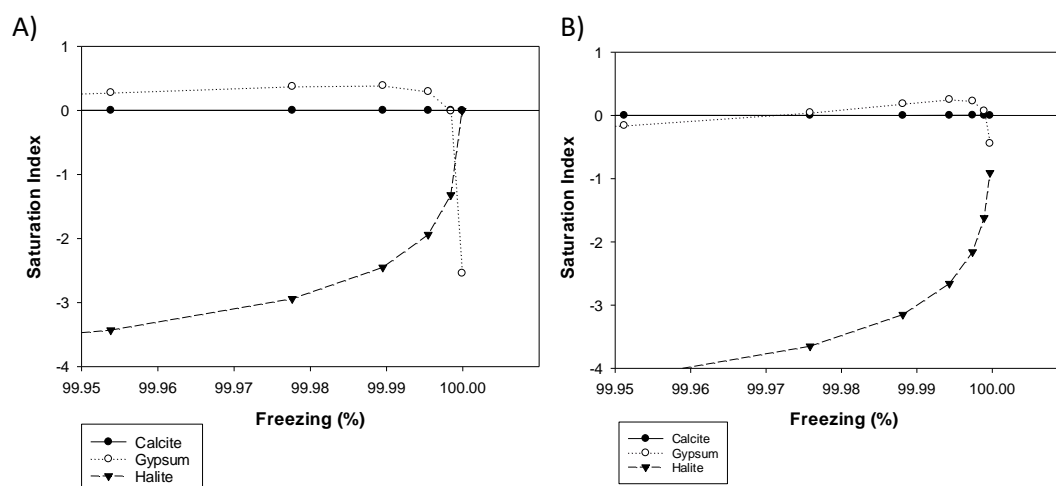 A)
1
0
-1
-2
-3
-4
Saturation Index
99.95 99.96 99.97 99.98 99.99 100.00
Freezing (%)
Calcite
Gypsum
Halite
B)
1
0
-1
-2
-3
-4
Saturation Index
99.95 99.96 99.97 99.98 99.99 100.00
Freezing (%)
Calcite
Gypsum
Halite